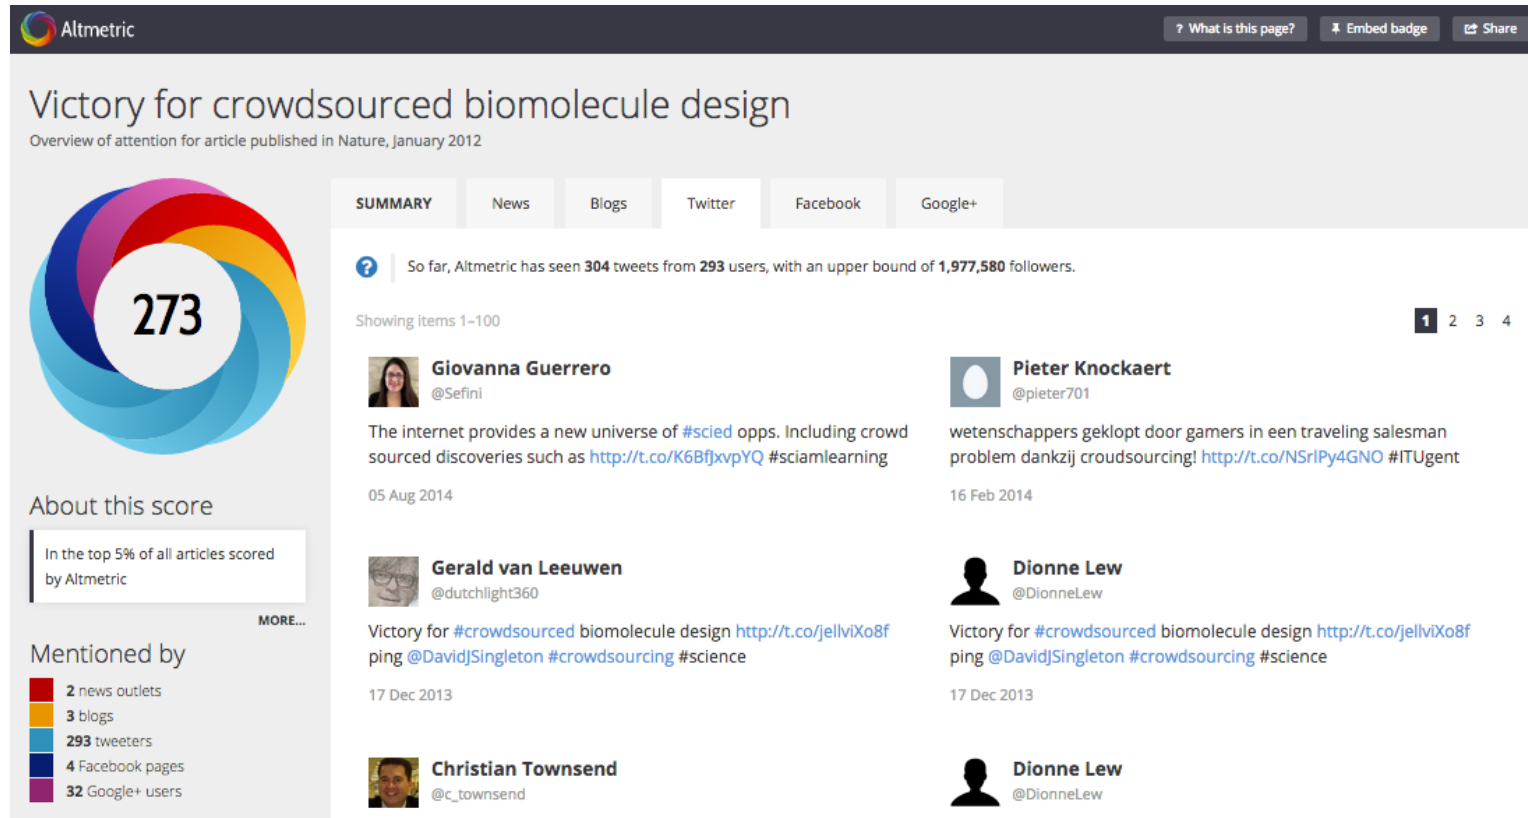 Altmetric
? What is this page?
Embed badge
Share
Victory for crowdsourced biomolecule design
Overview of attention for article published in Nature, January 2012
273
SUMMARY
News
Blogs
Twitter
Facebook
Google+
?
So far, Altmetric has seen 304 tweets from 293 users, with an upper bound of 1,977,580 followers.
Showing items 1–100
1 2 3 4
Giovanna Guerrero
@Sefini
The internet provides a new universe of #scied opps. Including crowd
sourced discoveries such as http://t.co/K6BfJxvpYQ #sciamlearning
05 Aug 2014
Pieter Knockaert
@pieter701
wetenschappers geklopt door gamers in een traveling salesman
problem dankzij croudsourcing! http://t.co/NSrlPy4GNO #ITUgent
16 Feb 2014
Gerald van Leeuwen
@dutchlight360
Victory for #crowdsourced biomolecule design http://t.co/jellviXo8f
ping @DavidJSingleton #crowdsourcing #science
17 Dec 2013
Dionne Lew
@DionneLew
Victory for #crowdsourced biomolecule design http://t.co/jellviXo8f
ping @DavidJSingleton #crowdsourcing #science
17 Dec 2013
Christian Townsend
@c_townsend
Dionne Lew
@DionneLew
About this score
In the top 5% of all articles scored
by Altmetric
MORE...
Mentioned by
2 news outlets
3 blogs
293 tweeters
4 Facebook pages
32 Google+ users